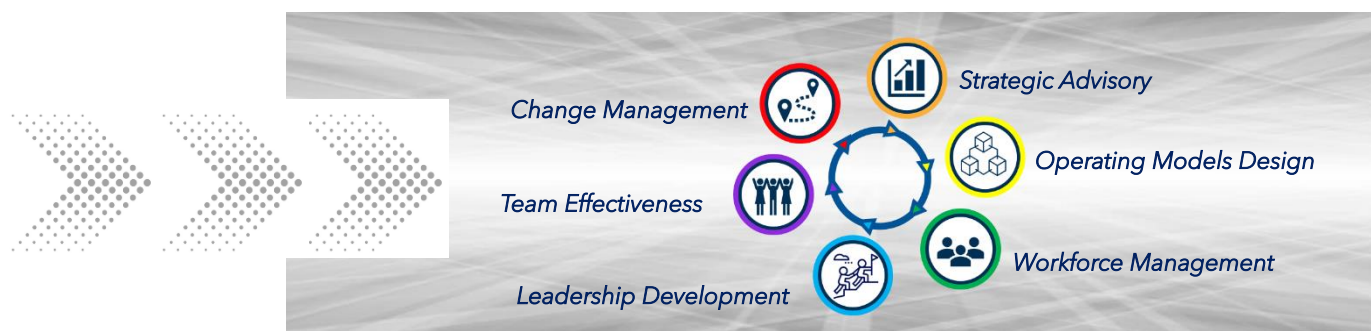 Strategic Advisory
Change Management
Operating Models Design
Team Effectiveness
Workforce Management
Leadership Development